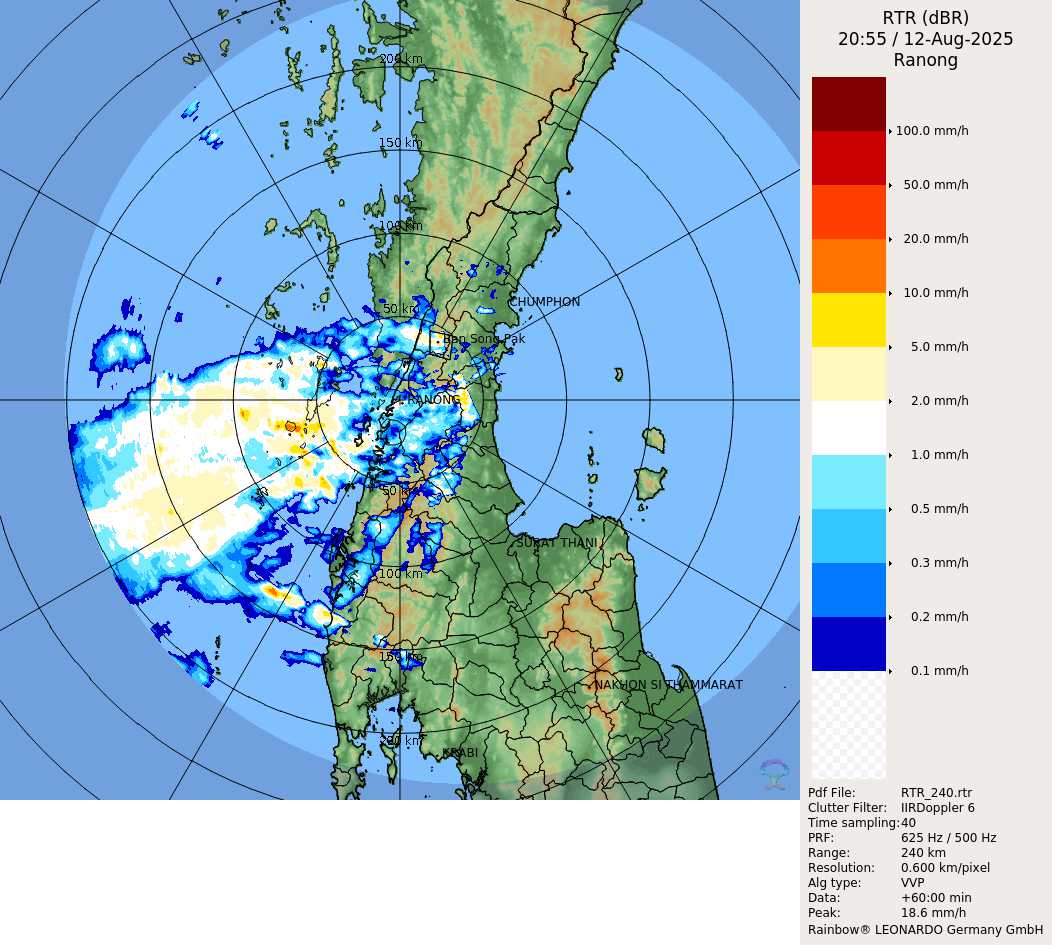 200 km
150 km
100 km
50 km
CHUMPHON
Ban Song Pak
RANONG
50 km
SURAT THANI
100 km
150 km
NAKHON SI THAMMARAT
200 km
KRABI
RTR (dBR)
20:55 / 12-Aug-2025
Ranong
100.0 mm/h
50.0 mm/h
20.0 mm/h
10.0 mm/h
5.0 mm/h
2.0 mm/h
1.0 mm/h
0.5 mm/h
0.3 mm/h
0.2 mm/h
0.1 mm/h
Pdf File: RTR_240.rtr
Clutter Filter: IIRDoppler 6
Time sampling:40
PRF: 625 Hz / 500 Hz
Range: 240 km
Resolution: 0.600 km/pixel
Alg type: VVP
Data: +60:00 min
Peak: 18.6 mm/h
Rainbow® LEONARDO Germany GmbH